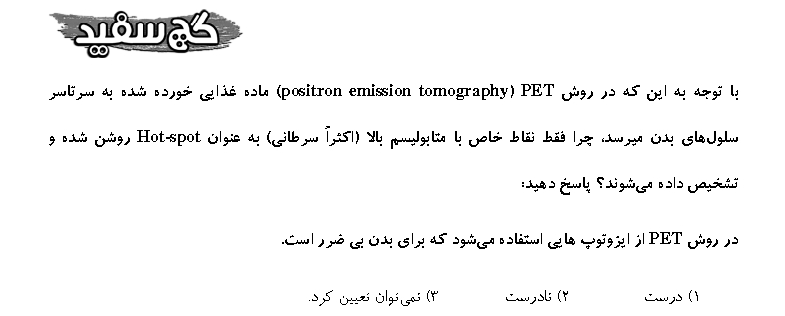 گچ سفید
با توجه به این که در روش PET (positron emission tomography) ماده غذایی خورده شده به سرتاسر
سلول‌های بدن میرسد، چرا فقط نقاط خاص با متابولیسم بالا (اکثراً سرطانی) به عنوان Hot-spot روشن شده و
تشخیص داده می‌شوند؟ پاسخ دهید:
در روش PET از ایزوتوپ هایی استفاده می‌شود که برای بدن بی ضرر است.
۱) درست ۲) نادرست ۳) نمی‌توان تعیین کرد.